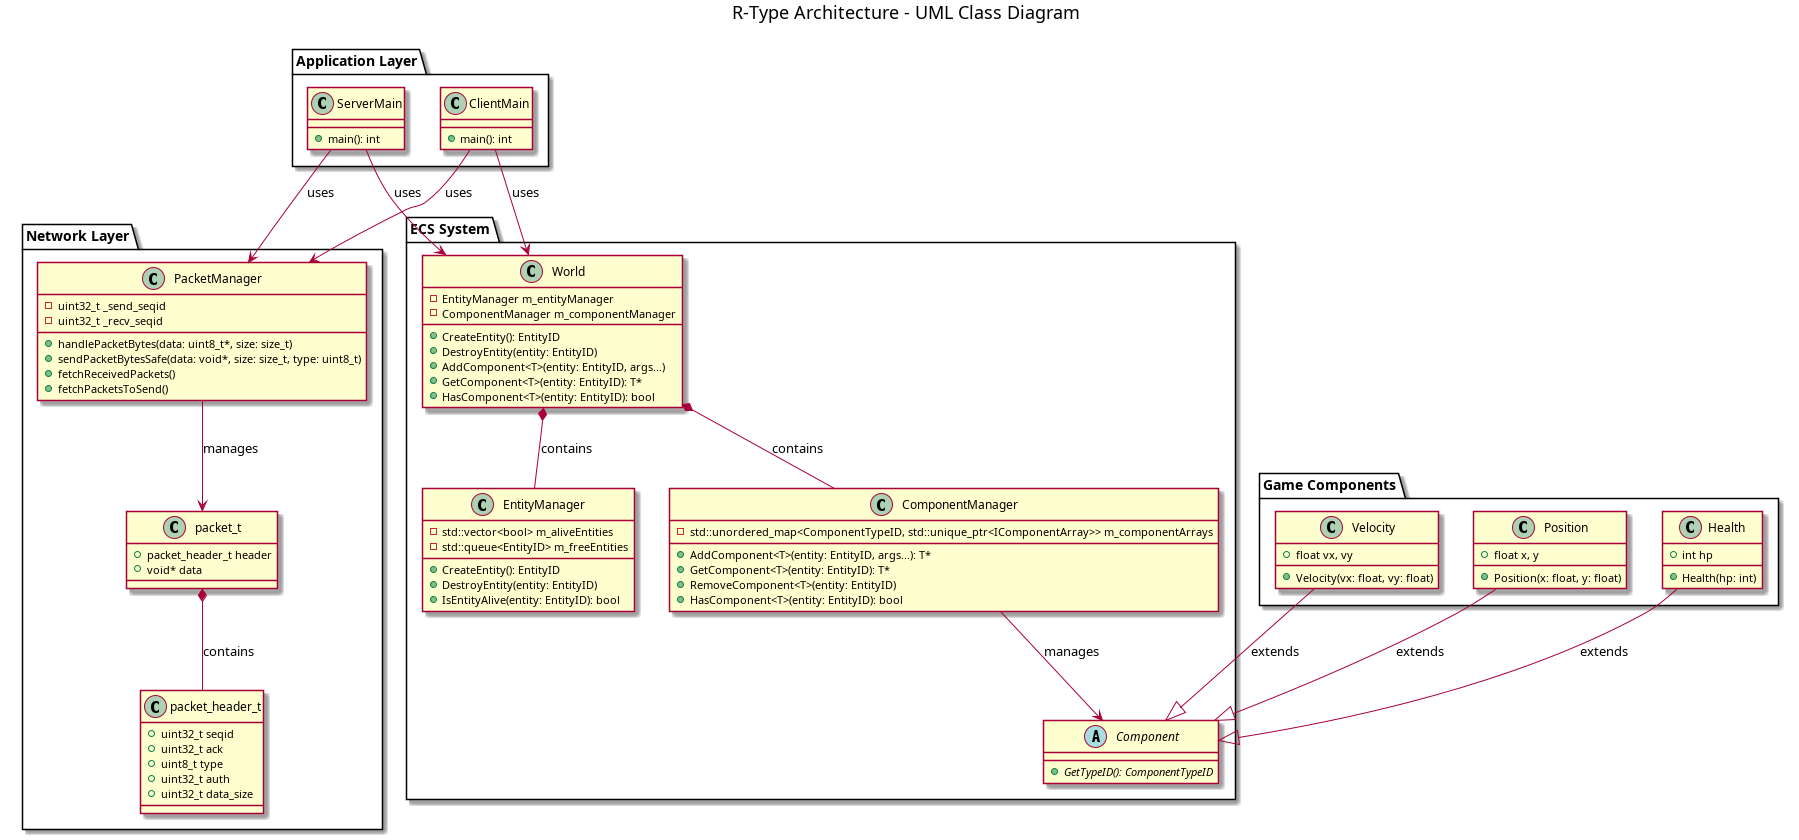 R-Type Architecture - UML Class Diagram
Application Layer
C ServerMain
main(): int
C ClientMain
main(): int
uses
uses
uses
uses
Network Layer
C PacketManager
uint32_t _send_seqid
uint32_t _recv_seqid
handlePacketBytes(data: uint8_t*, size: size_t)
sendPacketBytesSafe(data: void*, size: size_t, type: uint8_t)
fetchReceivedPackets()
fetchPacketsToSend()
manages
C packet_t
packet_header_t header
void* data
contains
C packet_header_t
uint32_t seqid
uint32_t ack
uint8_t type
uint32_t auth
uint32_t data_size
ECS System
C World
EntityManager m_entityManager
ComponentManager m_componentManager
CreateEntity(): EntityID
DestroyEntity(entity: EntityID)
AddComponent<T>(entity: EntityID, args...)
GetComponent<T>(entity: EntityID): T*
HasComponent<T>(entity: EntityID): bool
contains
contains
C EntityManager
std::vector<bool> m_aliveEntities
std::queue<EntityID> m_freeEntities
CreateEntity(): EntityID
DestroyEntity(entity: EntityID)
IsEntityAlive(entity: EntityID): bool
C ComponentManager
std::unordered_map<ComponentTypeID, std::unique_ptr<IComponentArray>> m_componentArrays
AddComponent<T>(entity: EntityID, args...): T*
GetComponent<T>(entity: EntityID): T*
RemoveComponent<T>(entity: EntityID)
HasComponent<T>(entity: EntityID): bool
manages
A Component
GetTypeID(): ComponentTypeID
Game Components
C Velocity
float vx, vy
Velocity(vx: float, vy: float)
C Position
float x, y
Position(x: float, y: float)
C Health
int hp
Health(hp: int)
extends
extends
extends